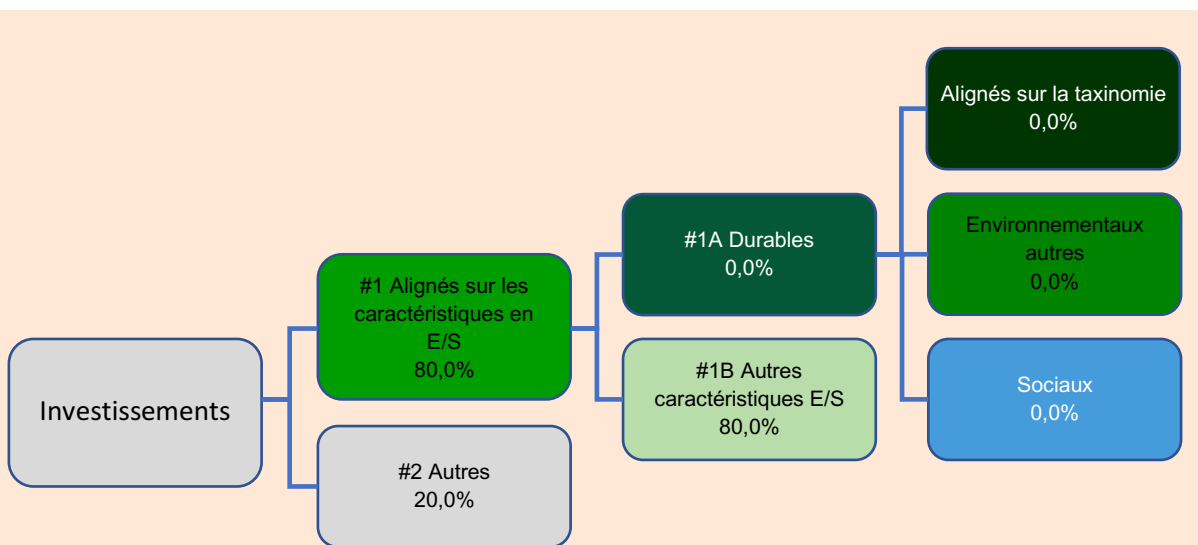 Investissements
#1 Alignés sur les
caractéristiques en
E/S
80,0%
#2 Autres
20,0%
#1A Durables
0,0%
#1B Autres
caractéristiques E/S
80,0%
Alignés sur la taxinomie
0,0%
Environnementaux
autres
0,0%
Sociaux
0,0%